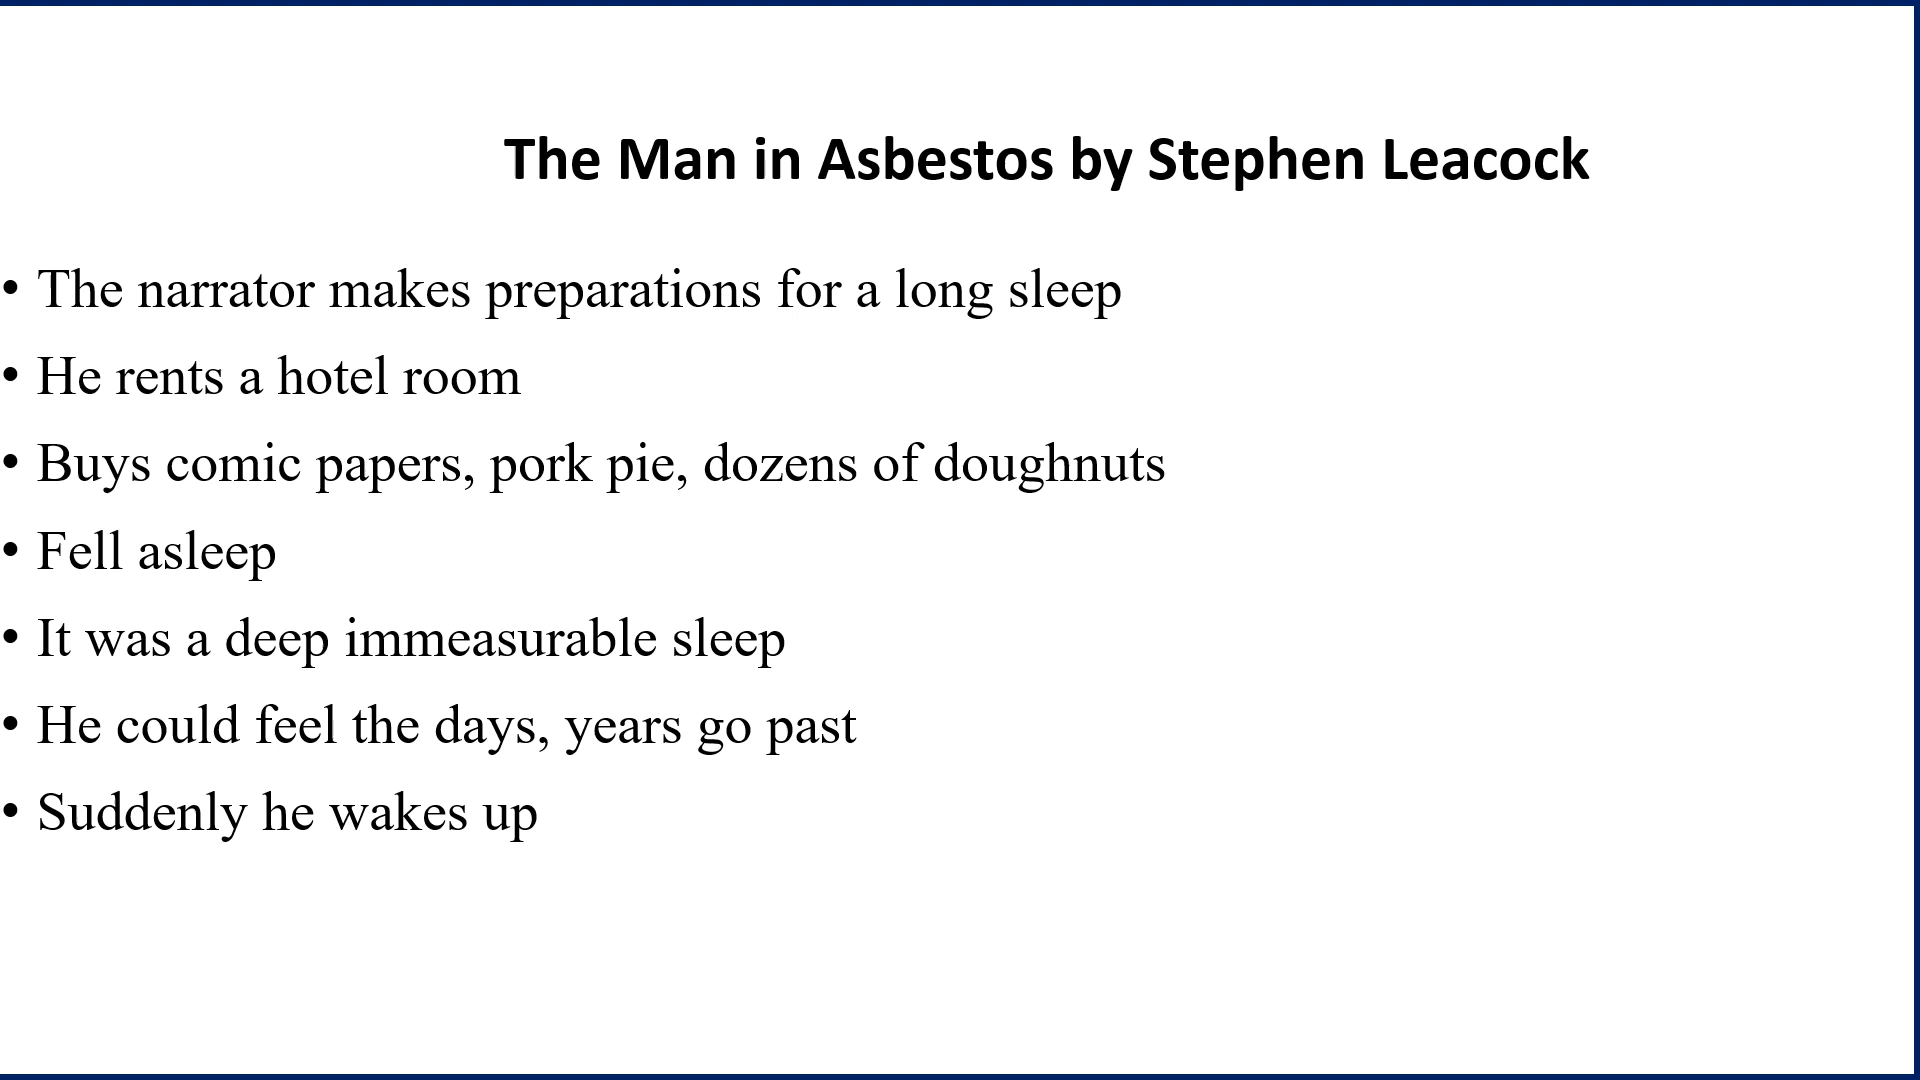 The Man in Asbestos by Stephen Leacock
• The narrator makes preparations for a long sleep
• He rents a hotel room
• Buys comic papers, pork pie, dozens of doughnuts
• Fell asleep
• It was a deep immeasurable sleep
• He could feel the days, years go past
• Suddenly he wakes up